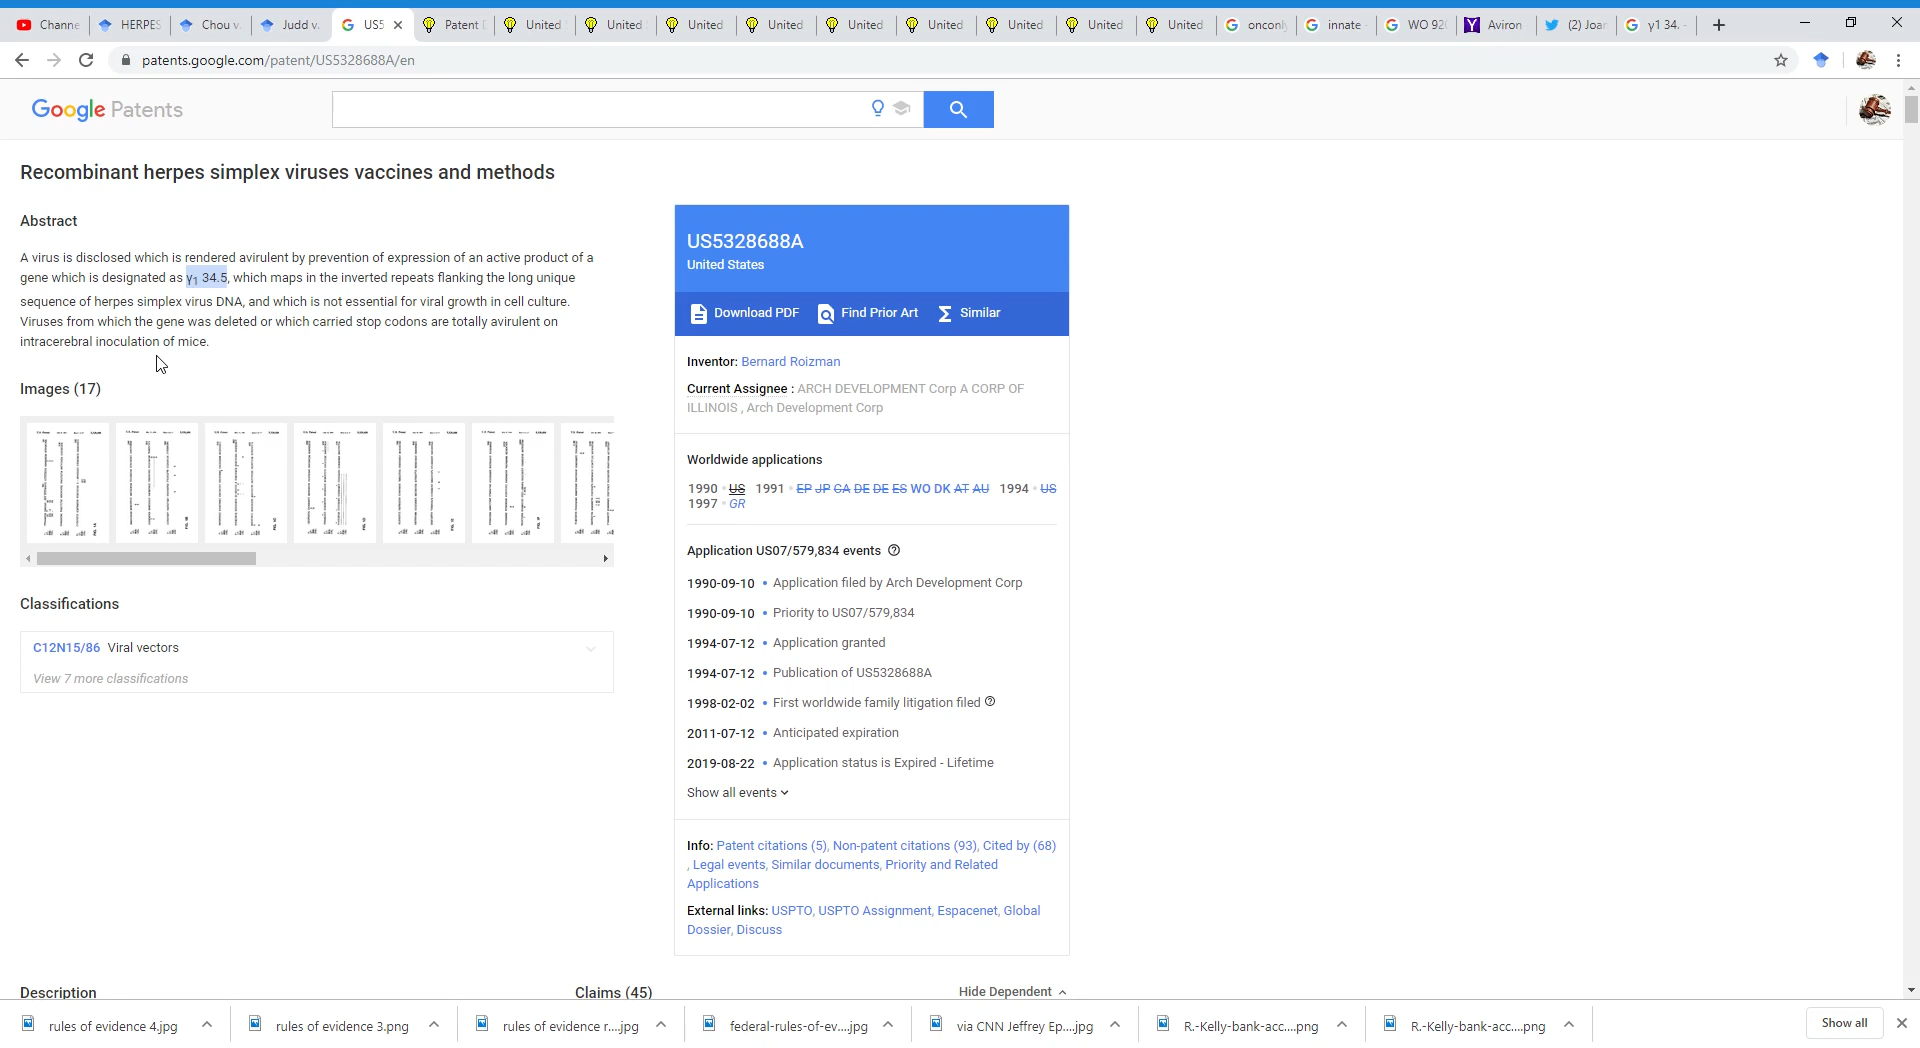 Channe
HERPES
Chou v.
Judd v.
US5
Patent
United
United
United
United
United
United
United
United
United
onconly
innate -
WO 920
Aviron
(2) Joan
γ1 34. -
patents.google.com/patent/US5328688A/en
Google Patents
Recombinant herpes simplex viruses vaccines and methods
Abstract
A virus is disclosed which is rendered avirulent by prevention of expression of an active product of a
gene which is designated as γ1 34.5, which maps in the inverted repeats flanking the long unique
sequence of herpes simplex virus DNA, and which is not essential for viral growth in cell culture.
Viruses from which the gene was deleted or which carried stop codons are totally avirulent on
intracerebral inoculation of mice.
Images (17)
Classifications
C12N15/86 Viral vectors
View 7 more classifications
US5328688A
United States
Download PDF Find Prior Art Similar
Inventor: Bernard Roizman
Current Assignee : ARCH DEVELOPMENT Corp A CORP OF
ILLINOIS , Arch Development Corp
Worldwide applications
1990 • US 1991 • EP JP CA DE DE ES WO DK AT AU 1994 • US
1997 • GR
Application US07/579,834 events
1990-09-10 • Application filed by Arch Development Corp
1990-09-10 • Priority to US07/579,834
1994-07-12 • Application granted
1994-07-12 • Publication of US5328688A
1998-02-02 • First worldwide family litigation filed
2011-07-12 • Anticipated expiration
2019-08-22 • Application status is Expired - Lifetime
Show all events
Info: Patent citations (5), Non-patent citations (93), Cited by (68)
, Legal events, Similar documents, Priority and Related
Applications
External links: USPTO, USPTO Assignment, Espacenet, Global
Dossier, Discuss
Description
Claims (45)
Hide Dependent
rules of evidence 4.jpg
rules of evidence 3.png
rules of evidence r....jpg
federal-rules-of-ev....jpg
via CNN Jeffrey Ep....jpg
R.-Kelly-bank-acc....png
R.-Kelly-bank-acc....png
Show all